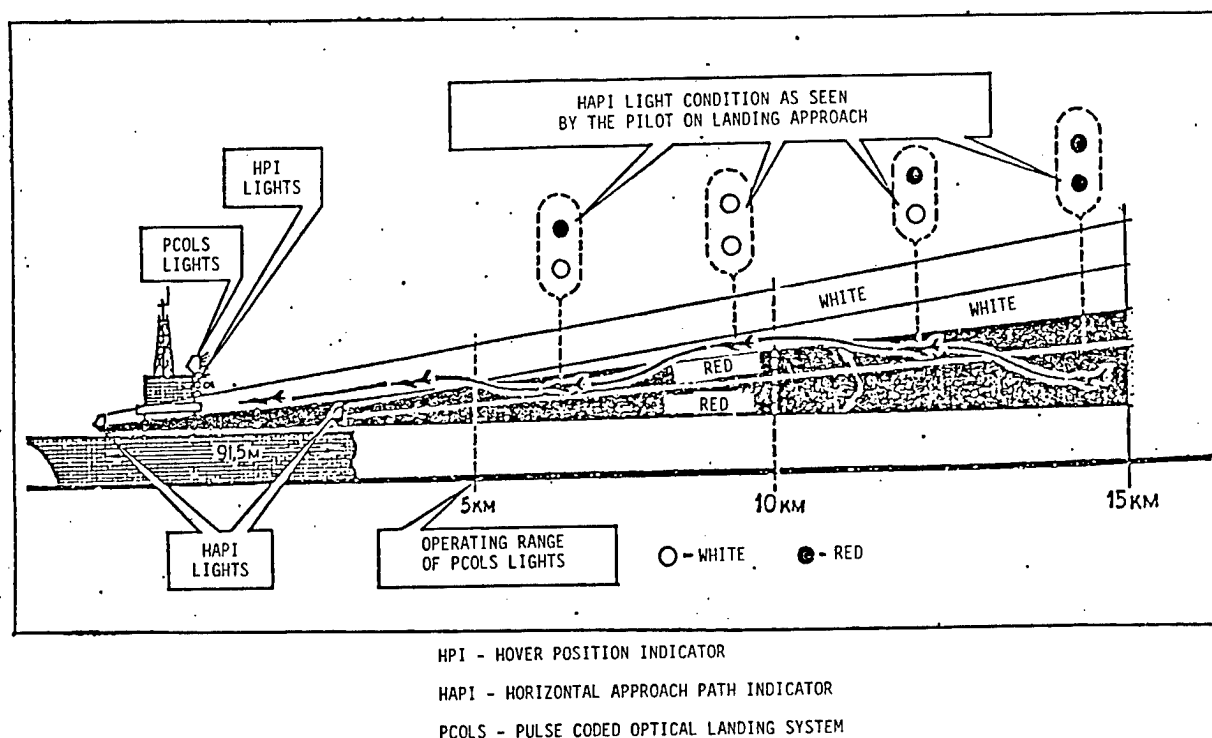 HAPI LIGHT CONDITION AS SEEN
BY THE PILOT ON LANDING APPROACH
HPI
LIGHTS
PCOLS
LIGHTS
WHITE
WHITE
RED
RED
91,5M
5KM
10KM
15KM
HAPI
LIGHTS
OPERATING RANGE
OF PCOLS LIGHTS
- WHITE
- RED
HPI - HOVER POSITION INDICATOR
HAPI - HORIZONTAL APPROACH PATH INDICATOR
PCOLS - PULSE CODED OPTICAL LANDING SYSTEM